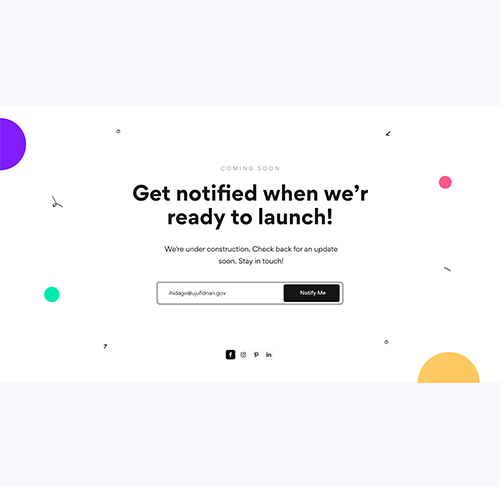 COMING SOON
Get notified when we'r
ready to launch!
We're under construction. Check back for an update
soon. Stay in touch!
ihidago@ujufidnan.gov
Notify Me